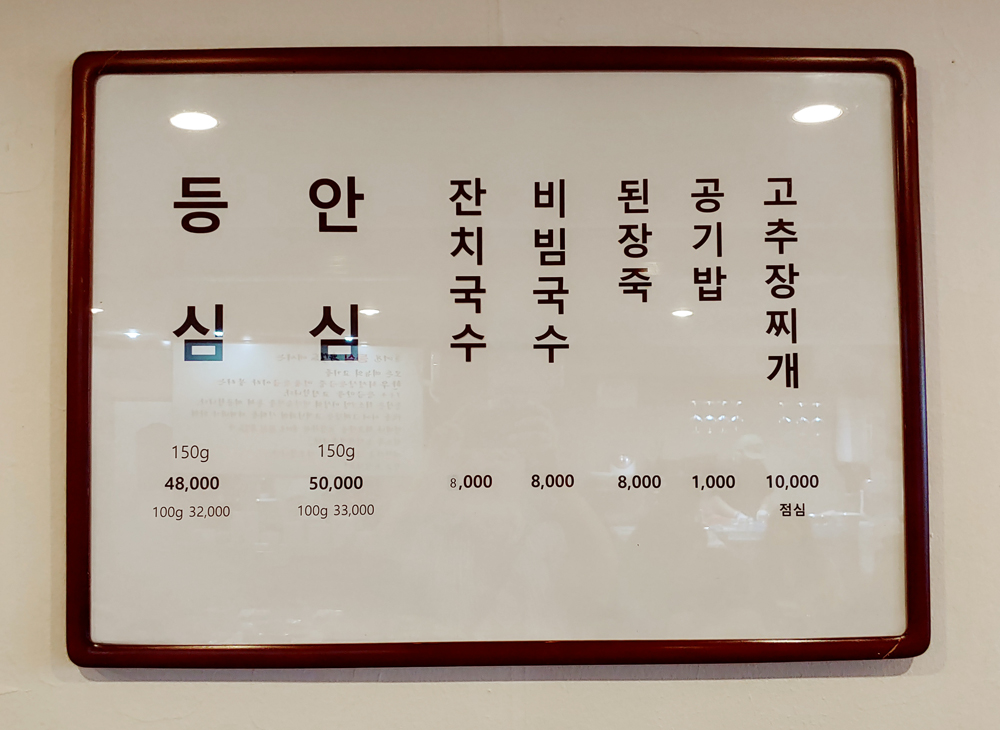 등심
150g
48,000
100g 32,000
안심
150g
50,000
100g 33,000
잔치국수
8,000
비빔국수
8,000
된장죽
8,000
공기밥
1,000
고추장찌개
10,000
점심